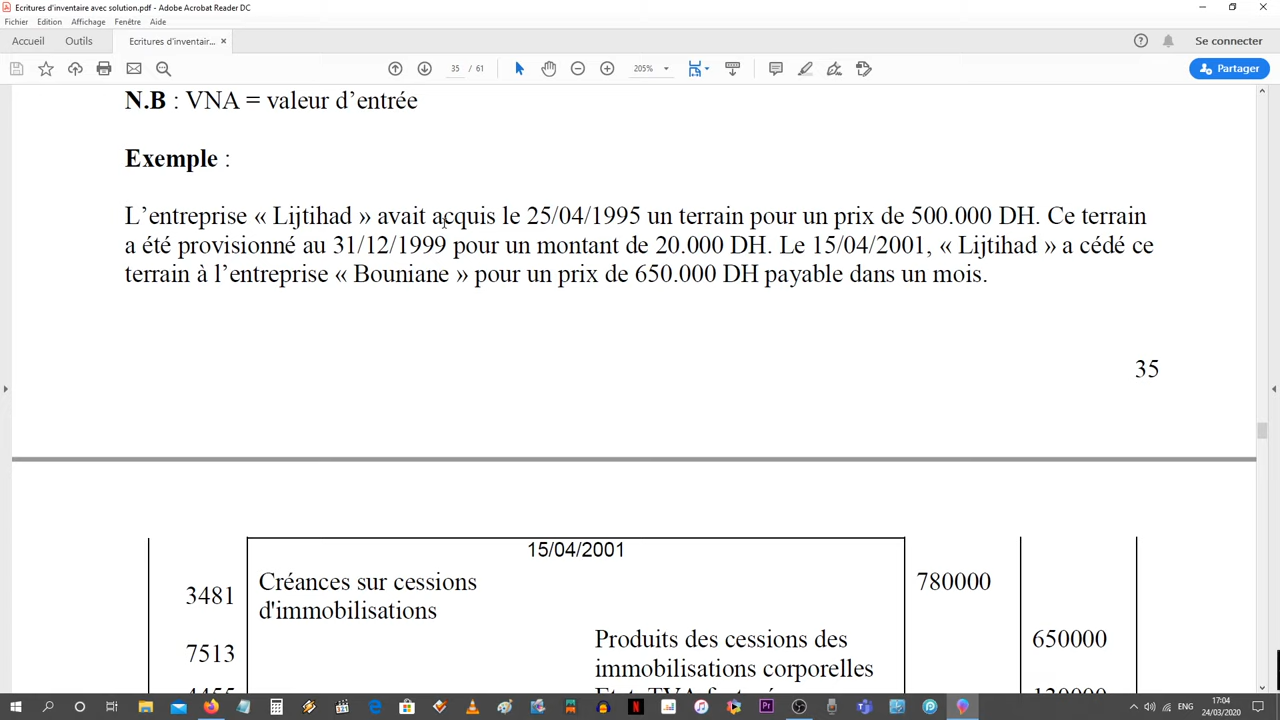 Ecritures d'inventaire avec solution.pdf - Adobe Acrobat Reader DC
Fichier Edition Affichage Fenêtre Aide
Accueil Outils Ecritures d'inventair... × Se connecter
35 / 61 205% Partager
N.B : VNA = valeur d’entrée
Exemple :
L’entreprise « Lijtihad » avait acquis le 25/04/1995 un terrain pour un prix de 500.000 DH. Ce terrain
a été provisionné au 31/12/1999 pour un montant de 20.000 DH. Le 15/04/2001, « Lijtihad » a cédé ce
terrain à l’entreprise « Bouniane » pour un prix de 650.000 DH payable dans un mois.
35
15/04/2001
3481 Créances sur cessions 780000
d'immobilisations
7513 Produits des cessions des 650000
immobilisations corporelles
17:04
ENG
24/03/2020